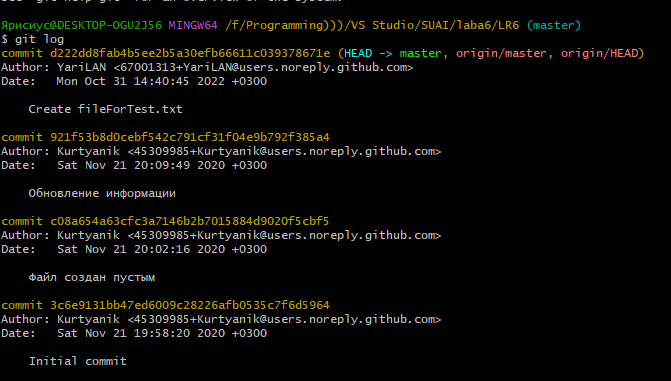 Ярисиус@DESKTOP-OGU2J56 MINGW64 /f/Programming)))/VS Studio/SUAI/laba6/LR6 (master)
$ git log
commit d222dd8fab4b5ee2b5a30efb66611c039378671e (HEAD -> master, origin/master, origin/HEAD)
Author: YariLAN <67001313+YariLAN@users.noreply.github.com>
Date:   Mon Oct 31 14:40:45 2022 +0300
Create fileForTest.txt
commit 921f53b8d0cebf542c791cf31f04e9b792f385a4
Author: Kurtyanik <45309985+Kurtyanik@users.noreply.github.com>
Date:   Sat Nov 21 20:09:49 2020 +0300
Обновление информации
commit c08a654a63cfc3a7146b2b7015884d9020f5cbf5
Author: Kurtyanik <45309985+Kurtyanik@users.noreply.github.com>
Date:   Sat Nov 21 20:02:16 2020 +0300
Файл создан пустым
commit 3c6e9131bb47ed6009c28226afb0535c7f6d5964
Author: Kurtyanik <45309985+Kurtyanik@users.noreply.github.com>
Date:   Sat Nov 21 19:58:20 2020 +0300
Initial commit